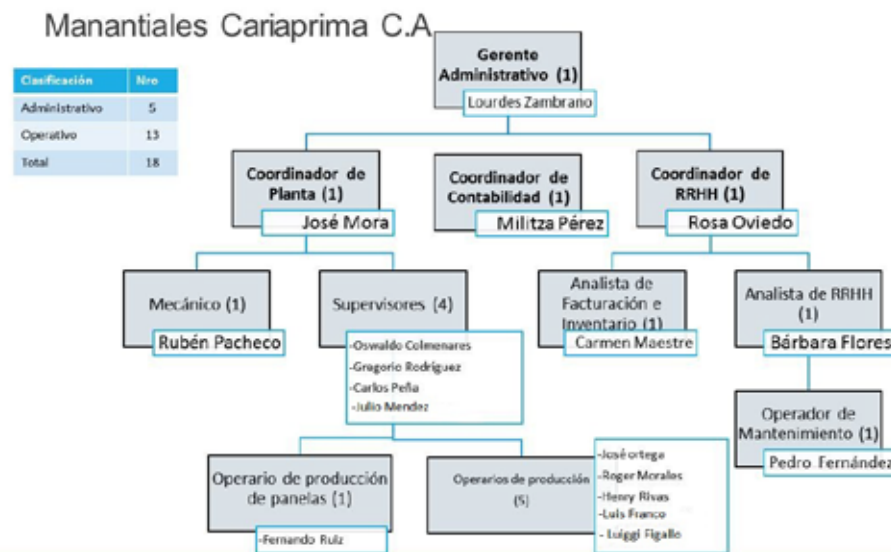 Manantiales Cariaprima C.A
Clasificación Nro
Administrativo 5
Operativo 13
Total 18
Gerente
Administrativo (1)
Lourdes Zambrano
Coordinador de
Planta (1)
José Mora
Coordinador de
Contabilidad (1)
Militza Pérez
Coordinador de
RRHH (1)
Rosa Oviedo
Mecánico (1)
Rubén Pacheco
Supervisores (4)
-Oswaldo Colmenares
-Gregorio Rodríguez
-Carlos Peña
-Julio Mendez
Analista de
Facturación e
Inventario (1)
Carmen Maestre
Analista de RRHH
(1)
Bárbara Flores
Operador de
Mantenimiento (1)
Pedro Fernández
Operario de producción
de panelas (1)
-Fernando Ruiz
Operarios de producción
(5)
-José ortega
-Roger Morales
-Henry Rivas
-Luis Franco
- Luiggi Figallo